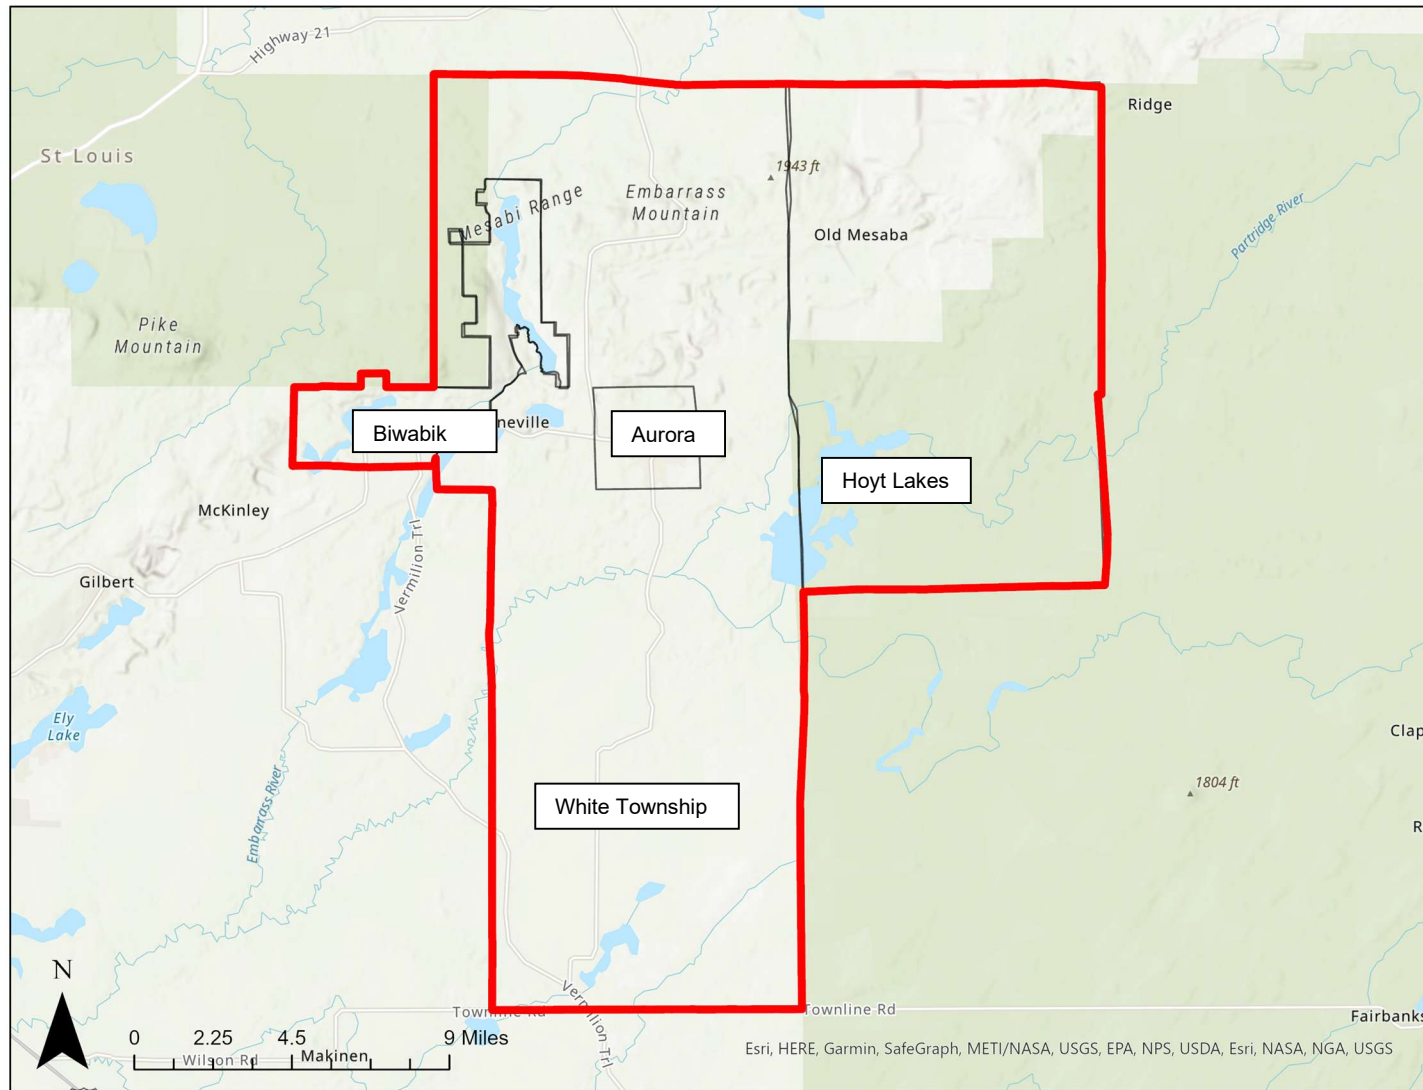 Highway 21
Ridge
St Louis
1943 ft
Mesabi Range
Embarrass
Mountain
Partridge River
Old Mesaba
Pike
Mountain
Biwabik
neville
Aurora
Hoyt Lakes
McKinley
Vermilion Trl
Gilbert
Ely
Lake
Clap
1804 ft
White Township
Embarrass River
R
N
Vermilion Trl
Townline Rd
Townline Rd
Fairbanks
0 2.25 4.5 9 Miles
Wilson Rd
Makinen
Esri, HERE, Garmin, SafeGraph, METI/NASA, USGS, EPA, NPS, USDA, Esri, NASA, NGA, USGS